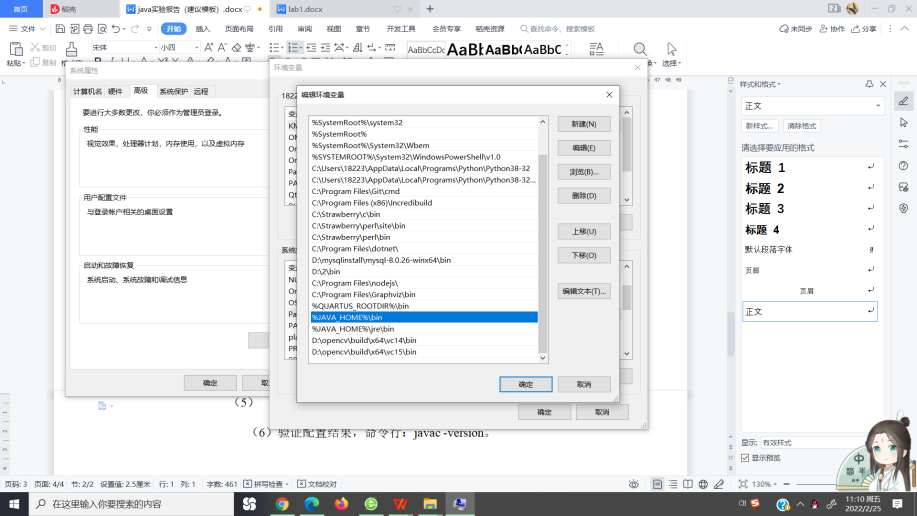 首页 稻壳 java实验报告（建议模板）.docx lab1.docx
文件 开始 插入 页面布局 引用 审阅 视图 章节 开发工具 会员专享 稻壳资源 查找命令、搜索模板 未同步 协作 分享
粘贴 剪切 复制 宋体 小四 AaBbCcDc AaBb AaBb( AaBbC 选择
系统属性
计算机名 硬件 高级 系统保护 远程
要进行大多数更改，你必须作为管理员登录。
性能
视觉效果，处理器计划，内存使用，以及虚拟内存
用户配置文件
与登录帐户相关的桌面设置
启动和故障恢复
系统启动、系统故障和调试信息
确定
环境变量
确定 取消
编辑环境变量
%SystemRoot%\system32
%SystemRoot%
%SystemRoot%\System32\Wbem
%SYSTEMROOT%\System32\WindowsPowerShell\v1.0
C:\Users\18223\AppData\Local\Programs\Python\Python38-32
C:\Users\18223\AppData\Local\Programs\Python\Python38-32...
C:\Program Files\Git\cmd
C:\Program Files (x86)\Incredibuild
C:\Strawberry\c\bin
C:\Strawberry\perl\site\bin
C:\Strawberry\perl\bin
C:\Program Files\dotnet\
D:\mysqlinstall\mysql-8.0.26-winx64\bin
D:\2\bin
C:\Program Files\nodejs\
C:\Program Files\Graphviz\bin
%QUARTUS_ROOTDIR%\bin
%JAVA_HOME%\bin
%JAVA_HOME%\jre\bin
D:\opencv\build\x64\vc14\bin
D:\opencv\build\x64\vc15\bin
新建(N)
编辑(E)
浏览(B)...
删除(D)
上移(U)
下移(O)
编辑文本(T)...
确定 取消
（5）
（6）验证配置结果，命令行：javac -version。
样式和格式
正文
新样式... 清除格式
请选择要应用的格式
标题 1
标题 2
标题 3
标题 4
默认段落字体 a
页脚
页眉
正文
显示: 有效样式
显示预览
中
简 半
页码: 3 页面: 4/4 节: 2/2 设置值: 2.5厘米 行: 1 列: 1 字数: 461 拼写检查 文档校对 130%
在这里输入你要搜索的内容
CH
11:10 周五
2022/2/25